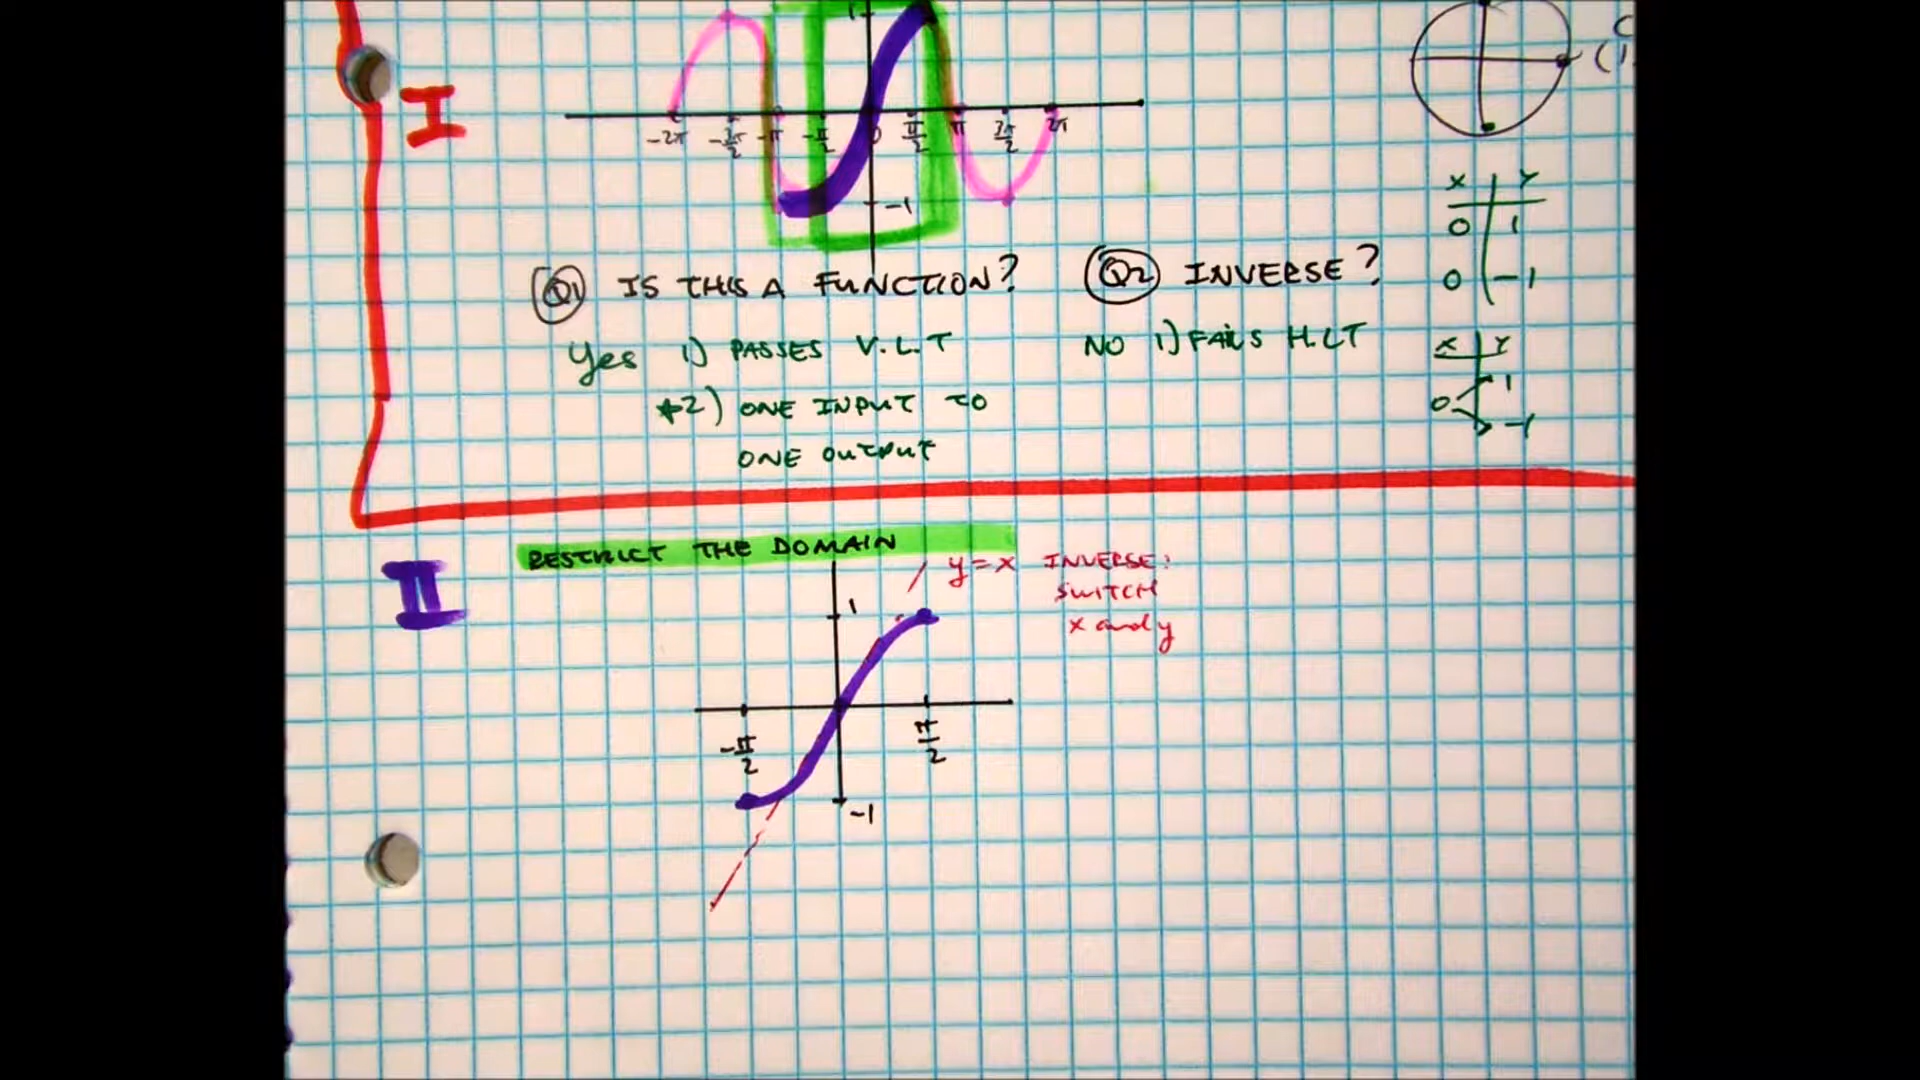 1
I
-2π -3π/2 -π -π/2 0 π/2 π 3π/2 2π
-1
(1,
X Y
0 1
0 -1
Q1 IS THIS A FUNCTION? Q2 INVERSE?
Yes 1) PASSES V.L.T NO 1) FAILS H.LT
*2) ONE INPUT TO
ONE OUTPUT
X Y
1
0
-1
II
RESTRICT THE DOMAIN
y=x INVERSE:
SWITCH
x and y
1
-π/2 π/2
-1